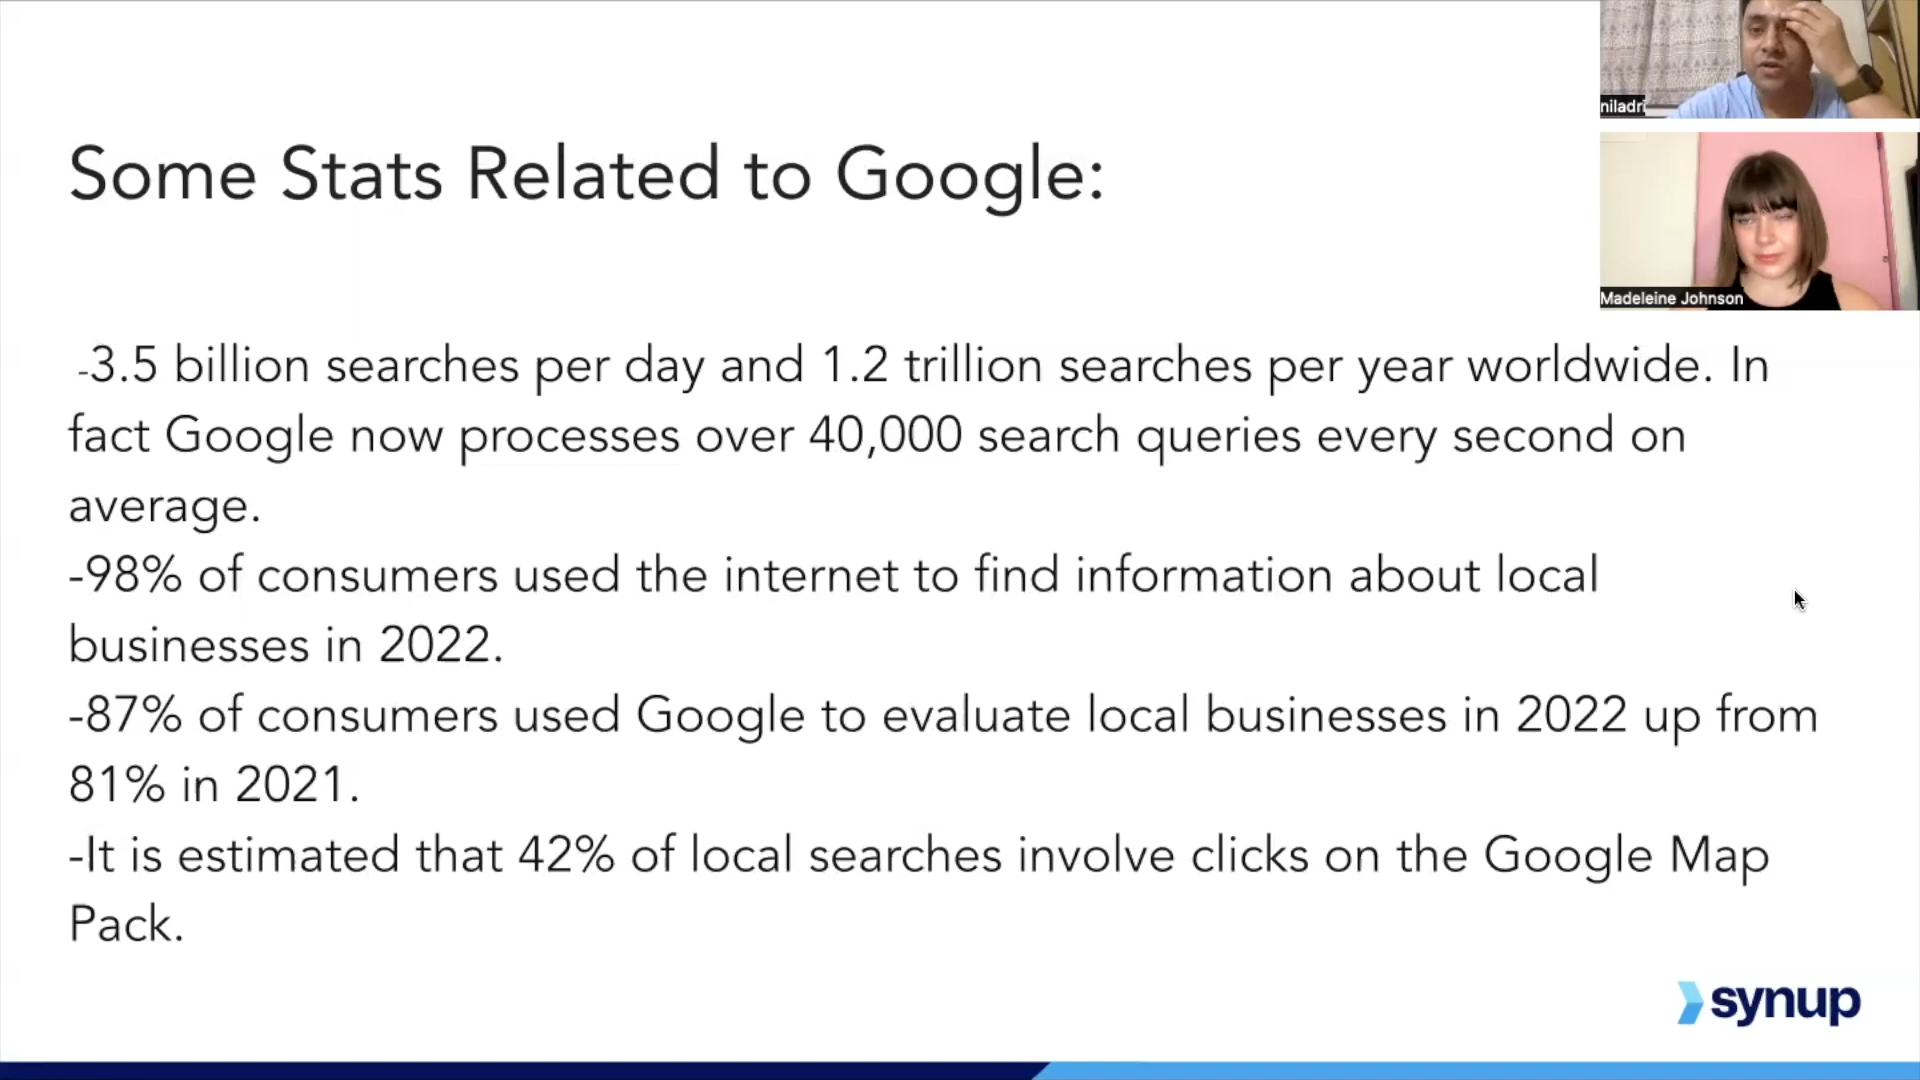 niladri
Some Stats Related to Google:
Madeleine Johnson
-3.5 billion searches per day and 1.2 trillion searches per year worldwide. In
fact Google now processes over 40,000 search queries every second on
average.
-98% of consumers used the internet to find information about local
businesses in 2022.
-87% of consumers used Google to evaluate local businesses in 2022 up from
81% in 2021.
-It is estimated that 42% of local searches involve clicks on the Google Map
Pack.
synup